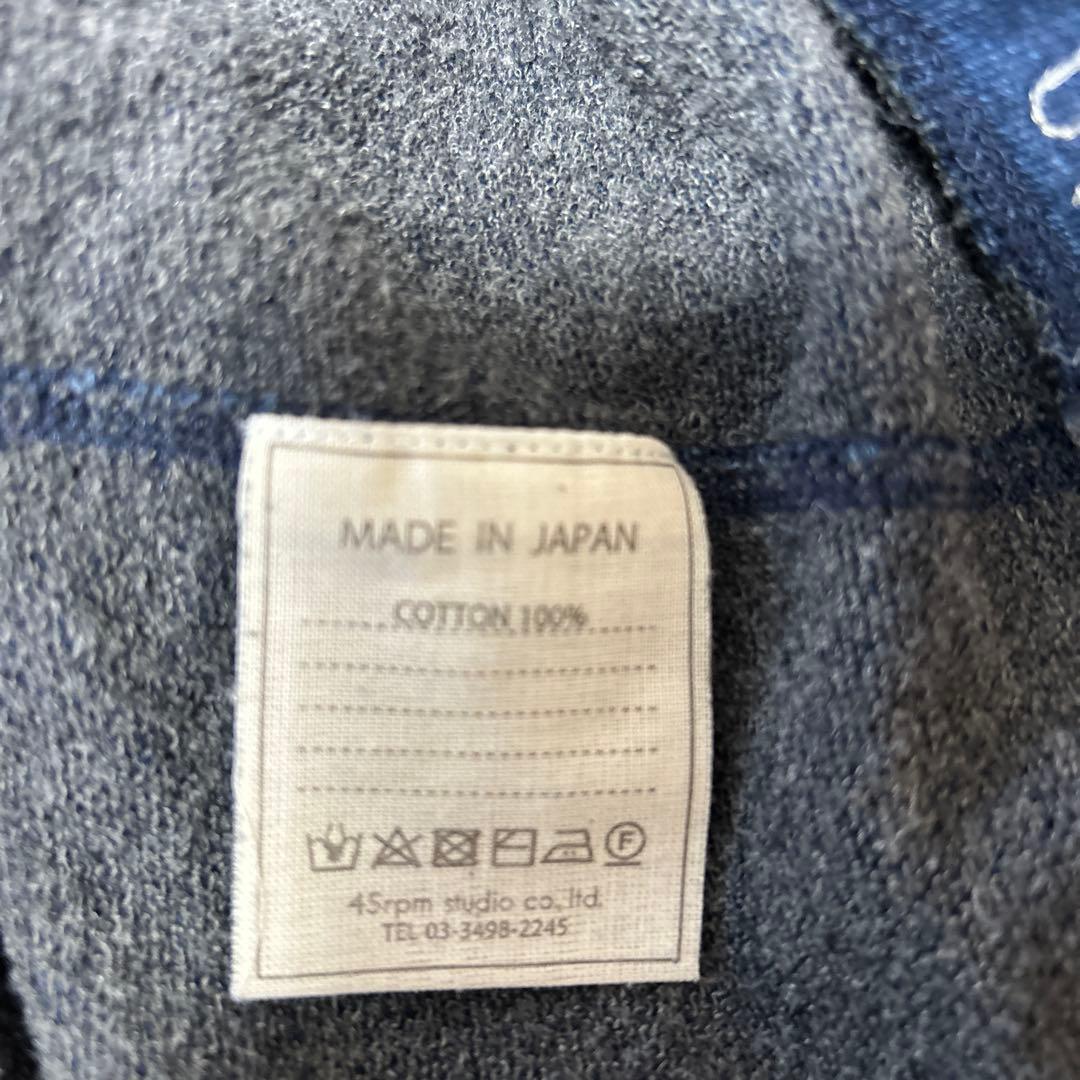 MADE IN JAPAN
COTTON 100%
F
45rpm studio co., ltd.
TEL 03-3498-2245